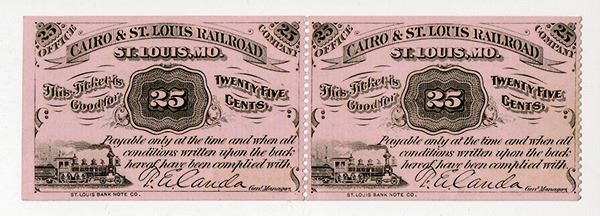 25 25
OFFICE CAIRO & ST. LOUIS RAILROAD COMPANY
ST. LOUIS, MO.
This Ticket is Good for 25 TWENTY FIVE CENTS.
Payable only at the time and when all
conditions written upon the back
hereof have been complied with.
F. E. Canda Genl. Manager.
ST. LOUIS BANK NOTE CO.
25 25
OFFICE CAIRO & ST. LOUIS RAILROAD COMPANY
ST. LOUIS, MO.
This Ticket is Good for 25 TWENTY FIVE CENTS.
Payable only at the time and when all
conditions written upon the back
hereof have been complied with.
F. E. Canda Genl. Manager.
ST. LOUIS BANK NOTE CO.